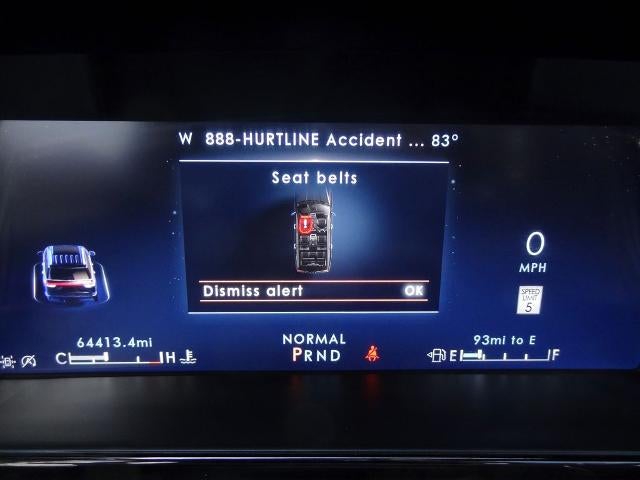 W 888-HURTLINE Accident ... 83°
Seat belts
Dismiss alert OK
0
MPH
SPEED LIMIT 5
64413.4mi
NORMAL
93mi to E
C H
PRND
E F